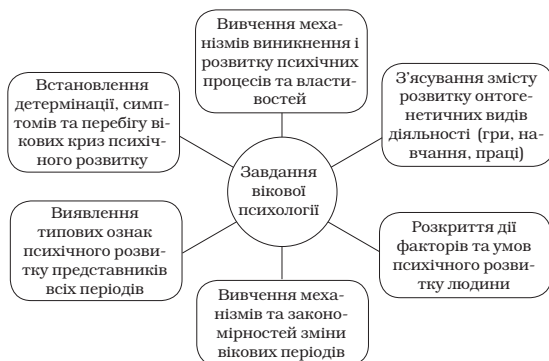 Вивчення меха-
нізмів виникнення і
розвитку психічних
процесів та власти-
востей
Встановлення
детермінації, симп-
томів та перебігу ві-
кових криз психіч-
ного розвитку
З’ясування змісту
розвитку онтоге-
нетичних видів
діяльності (гри, на-
вчання, праці)
Завдання
вікової
психології
Виявлення
типових ознак
психічного розви-
тку представників
всіх періодів
Розкриття дії
факторів та умов
психічного розви-
тку людини
Вивчення меха-
нізмів та законо-
мірностей зміни
вікових періодів